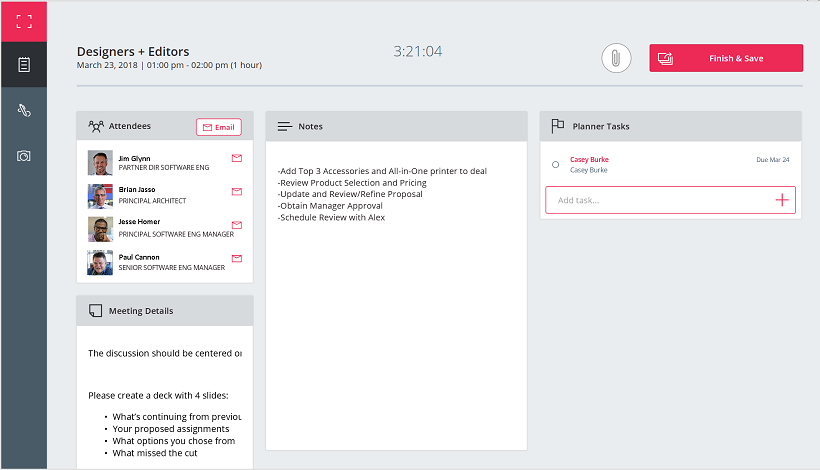 Designers + Editors
March 23, 2018 | 01:00 pm - 02:00 pm (1 hour)
3:21:04
Finish & Save
Attendees
Email
Jim Glynn
PARTNER DIR SOFTWARE ENG
Brian Jasso
PRINCIPAL ARCHITECT
Jesse Homer
PRINCIPAL SOFTWARE ENG MANAGER
Paul Cannon
SENIOR SOFTWARE ENG MANAGER
Meeting Details
The discussion should be centered
Please create a deck with 4 slides:
• What's continuing from
• Your proposed assignments
• What options you chose from
• What missed the cut
Notes
-Add Top 3 Accessories and All-in-One printer to deal
-Review Product Selection and Pricing
-Update and Review/Refine Proposal
-Obtain Manager Approval
-Schedule Review with Alex
Planner Tasks
Casey Burke
Due Mar 24
Casey Burke
Add task...